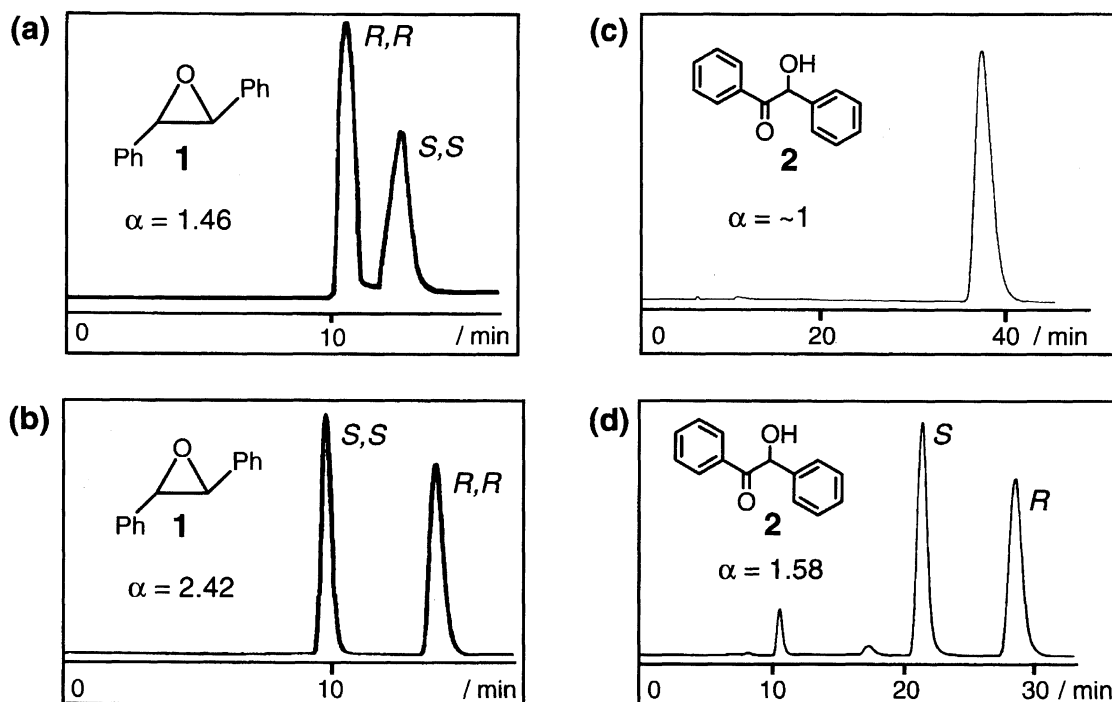 (a)
R,R
O
Ph
S,S
Ph
1
α = 1.46
0
10
/ min
(b)
S,S
O
Ph
R,R
Ph
1
α = 2.42
0
10
/ min
(c)
OH
O
2
α = ~1
0
20
40
/ min
(d)
OH
S
O
R
2
α = 1.58
0
10
20
30
/ min